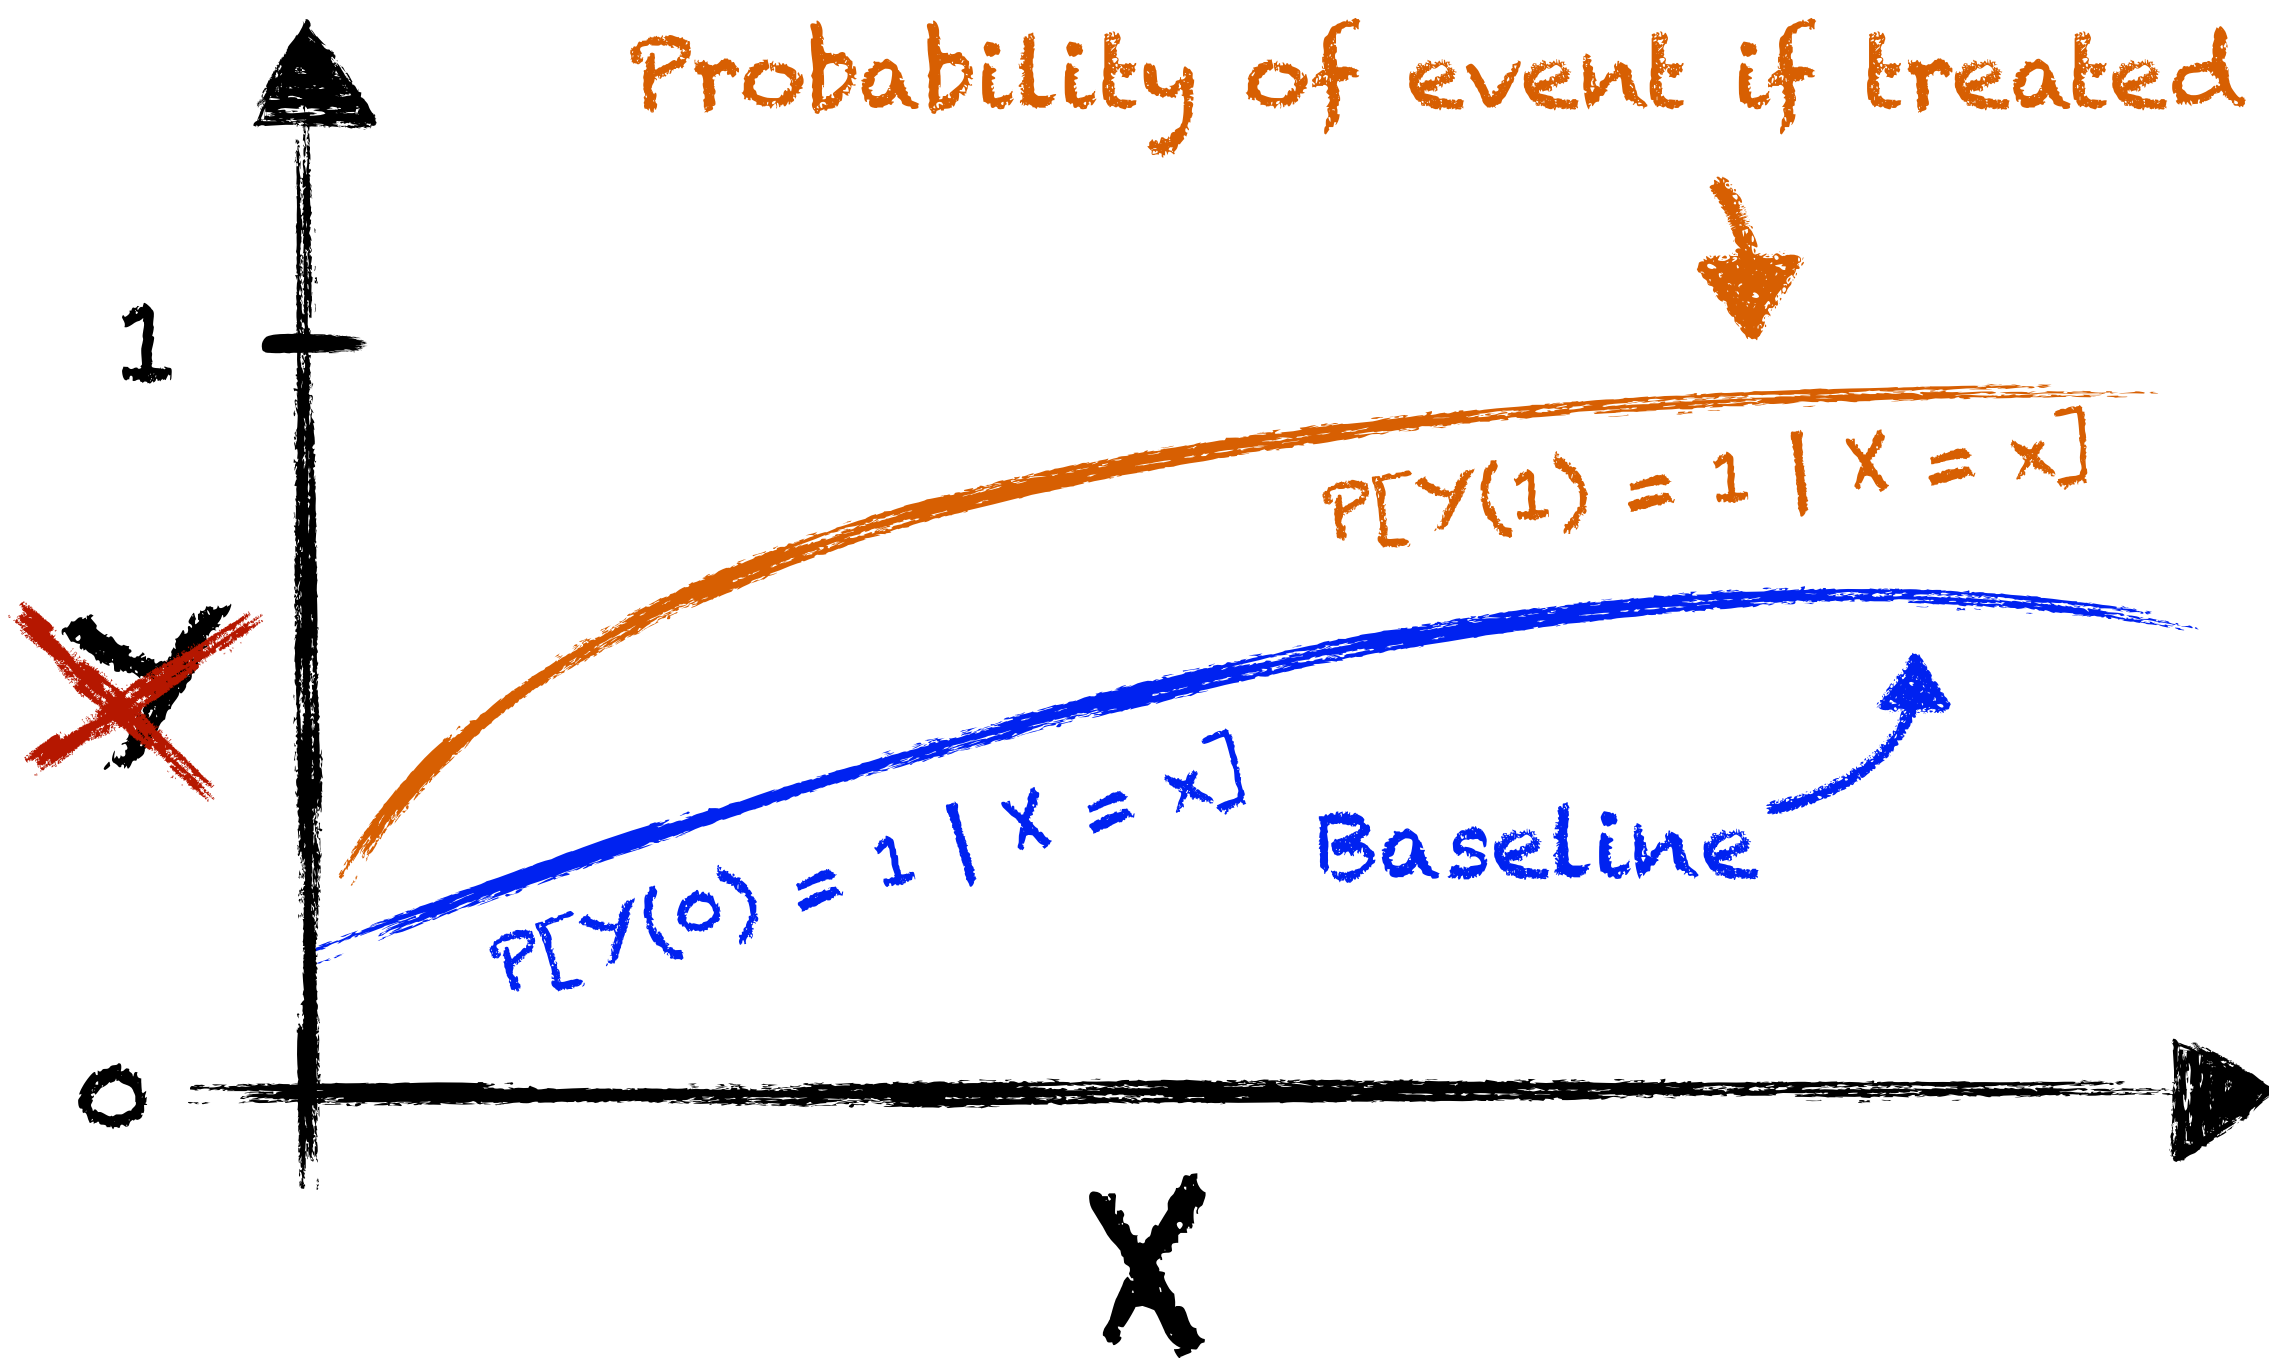 Probability of event if treated
1
P[Y(1) = 1 | X = x]
Y
P[Y(0) = 1 | X = x]
Baseline
0
X